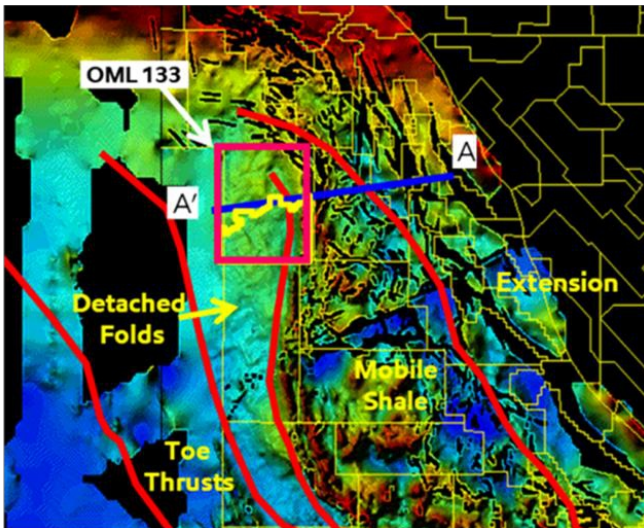 OML 133
A
A′
Extension
Detached
Folds
Mobile
Shale
Toe
Thrusts